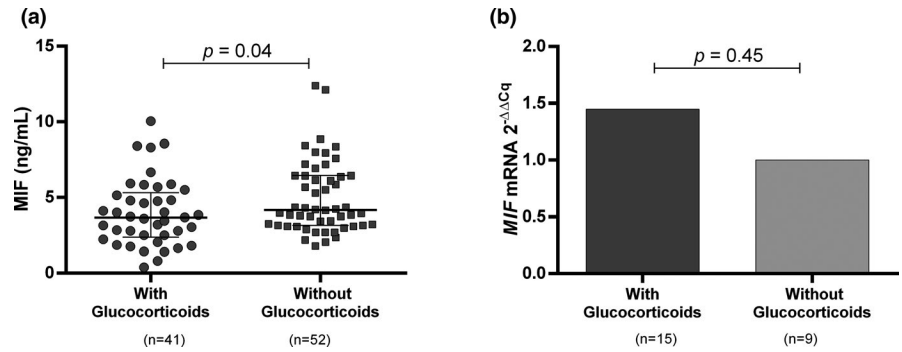 (a)
p = 0.04
15
10
5
0
MIF (ng/mL)
With Glucocorticoids
Without Glucocorticoids
(n=41)
(n=52)
(b)
p = 0.45
2.0
1.5
1.0
0.5
0.0
MIF mRNA 2^-ΔΔCq
With Glucocorticoids
Without Glucocorticoids
(n=15)
(n=9)